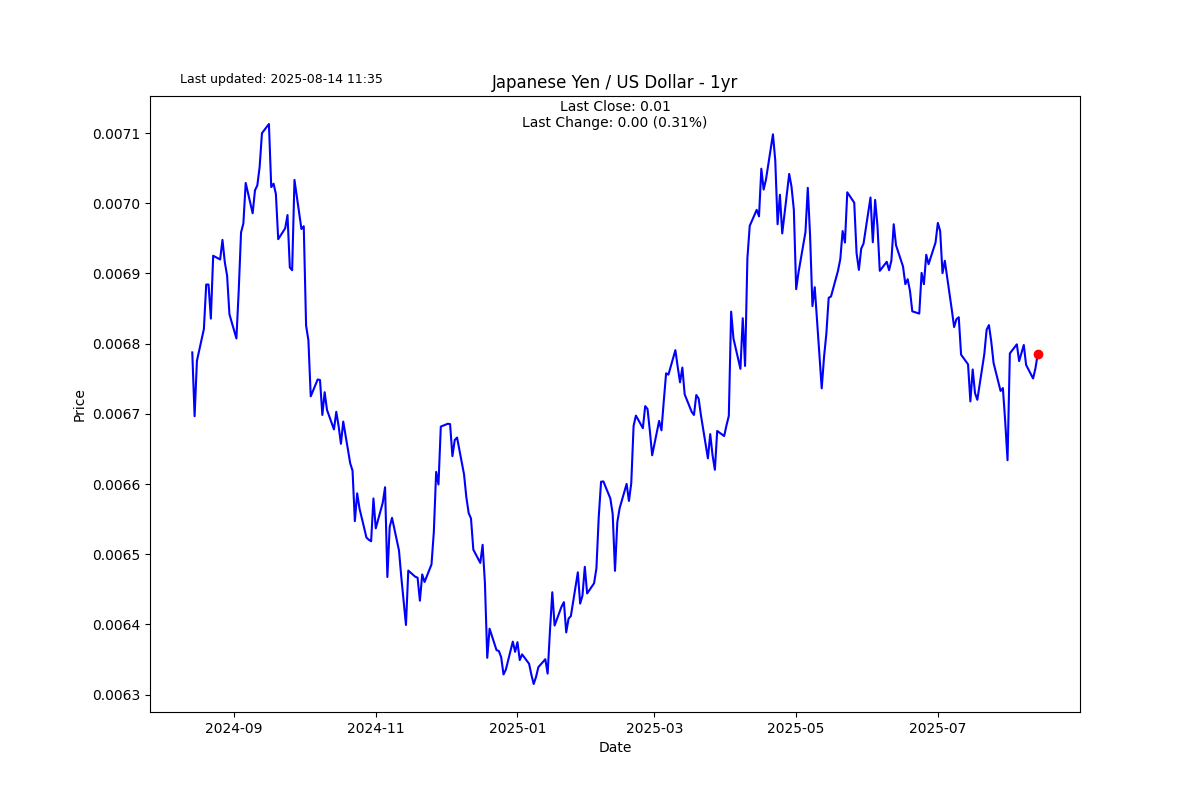 Last updated: 2025-08-14 11:35
Japanese Yen / US Dollar - 1yr
Last Close: 0.01
Last Change: 0.00 (0.31%)
0.0071
0.0070
0.0069
0.0068
0.0067
0.0066
0.0065
0.0064
0.0063
Price
2024-09
2024-11
2025-01
2025-03
2025-05
2025-07
Date